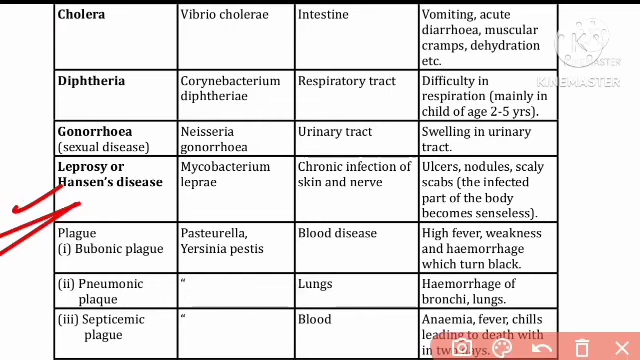 Cholera Vibrio cholerae Intestine Vomiting, acute
diarrhoea, muscular
cramps, dehydration
etc.
Diphtheria Corynebacterium Respiratory tract Difficulty in
diphtheriae respiration (mainly in
child of age 2-5 yrs).
Gonorrhoea Neisseria Urinary tract Swelling in urinary
(sexual disease) gonorrhoea tract.
Leprosy or Mycobacterium Chronic infection of Ulcers, nodules, scaly
Hansen's disease leprae skin and nerve scabs (the infected
part of the body
becomes senseless).
Plague Pasteurella, Blood disease High fever, weakness
(i) Bubonic plague Yersinia pestis and haemorrhage
which turn black.
(ii) Pneumonic " Lungs Haemorrhage of
plaque bronchi, lungs.
(iii) Septicemic " Blood Anaemia, fever, chills
plague leading to death with
in two days.
K
KINEMASTER
KINEMASTER